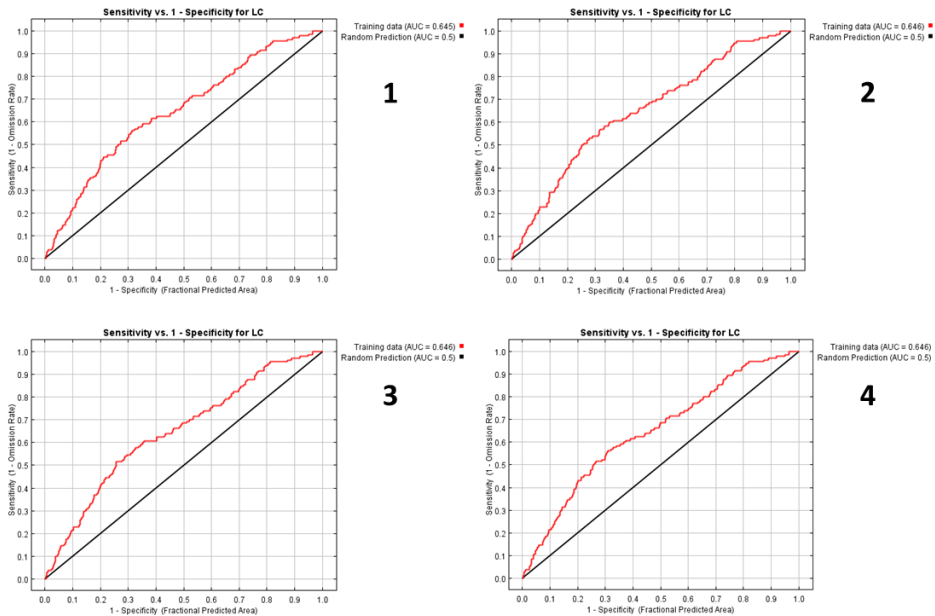 Sensitivity vs. 1 - Specificity for LC
Training data (AUC = 0.645)
Random Prediction (AUC = 0.5)
1
Sensitivity (1 - Omission Rate)
1.0
0.9
0.8
0.7
0.6
0.5
0.4
0.3
0.2
0.1
0.0
0.0 0.1 0.2 0.3 0.4 0.5 0.6 0.7 0.8 0.9 1.0
1 - Specificity (Fractional Predicted Area)
Sensitivity vs. 1 - Specificity for LC
Training data (AUC = 0.646)
Random Prediction (AUC = 0.5)
2
Sensitivity (1 - Omission Rate)
1.0
0.9
0.8
0.7
0.6
0.5
0.4
0.3
0.2
0.1
0.0
0.0 0.1 0.2 0.3 0.4 0.5 0.6 0.7 0.8 0.9 1.0
1 - Specificity (Fractional Predicted Area)
Sensitivity vs. 1 - Specificity for LC
Training data (AUC = 0.646)
Random Prediction (AUC = 0.5)
3
Sensitivity (1 - Omission Rate)
1.0
0.9
0.8
0.7
0.6
0.5
0.4
0.3
0.2
0.1
0.0
0.0 0.1 0.2 0.3 0.4 0.5 0.6 0.7 0.8 0.9 1.0
1 - Specificity (Fractional Predicted Area)
Sensitivity vs. 1 - Specificity for LC
Training data (AUC = 0.646)
Random Prediction (AUC = 0.5)
4
Sensitivity (1 - Omission Rate)
1.0
0.9
0.8
0.7
0.6
0.5
0.4
0.3
0.2
0.1
0.0
0.0 0.1 0.2 0.3 0.4 0.5 0.6 0.7 0.8 0.9 1.0
1 - Specificity (Fractional Predicted Area)